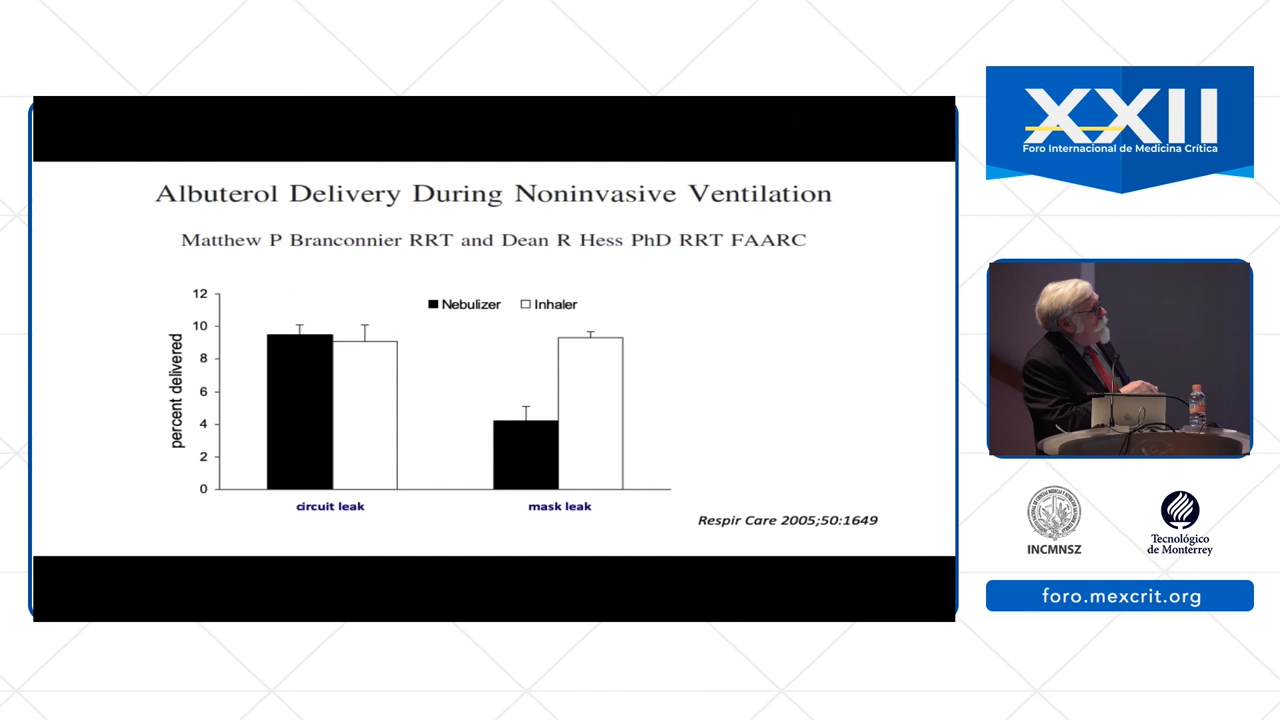 Albuterol Delivery During Noninvasive Ventilation
Matthew P Branconnier RRT and Dean R Hess PhD RRT FAARC
12
10
8
6
4
2
0
percent delivered
Nebulizer
Inhaler
circuit leak
mask leak
Respir Care 2005;50:1649
XXII
Foro Internacional de Medicina Crítica
INCMNSZ
Tecnológico
de Monterrey
foro.mexcrit.org